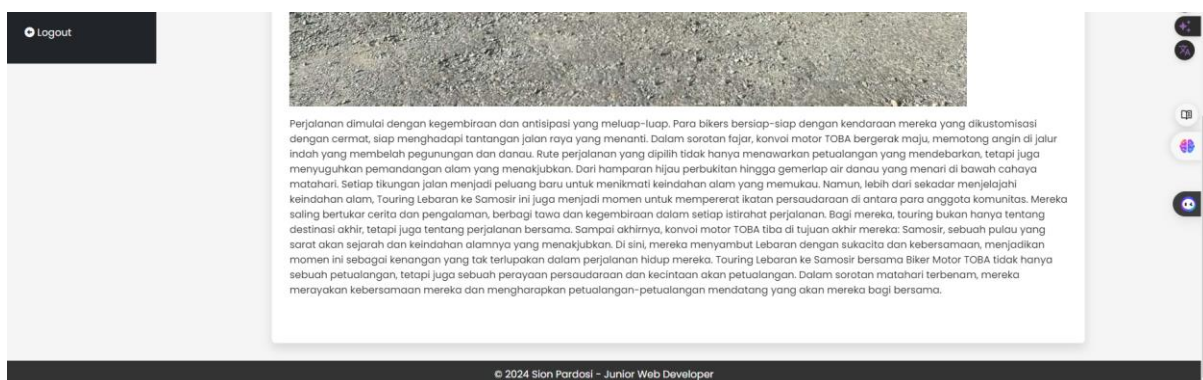 Logout
Perjalanan dimulai dengan kegembiraan dan antisipasi yang meluap-luap. Para bikers bersiap-siap dengan kendaraan mereka yang dikustomisasi
dengan cermat, siap menghadapi tantangan jalan raya yang menanti. Dalam sorotan fajar, konvoi motor TOBA bergerak maju, memotong angin di jalur
indah yang membelah pegunungan dan danau. Rute perjalanan yang dipilih tidak hanya menawarkan petualangan yang mendebarkan, tetapi juga
menyuguhkan pemandangan alam yang menakjubkan. Dari hamparan hijau perbukitan hingga gemerlap air danau yang menari di bawah cahaya
matahari. Setiap tikungan jalan menjadi peluang baru untuk menikmati keindahan alam yang memukau. Namun, lebih dari sekadar menjelajahi
keindahan alam, Touring Lebaran ke Samosir ini juga menjadi momen untuk mempererat ikatan persaudaraan di antara para anggota komunitas. Mereka
saling bertukar cerita dan pengalaman, berbagi tawa dan kegembiraan dalam setiap istirahat perjalanan. Bagi mereka, touring bukan hanya tentang
destinasi akhir, tetapi juga tentang perjalanan bersama. Sampai akhirnya, konvoi motor TOBA tiba di tujuan akhir mereka: Samosir, sebuah pulau yang
sarat akan sejarah dan keindahan alamnya yang menakjubkan. Di sini, mereka menyambut Lebaran dengan sukacita dan kebersamaan, menjadikan
momen ini sebagai kenangan yang tak terlupakan dalam perjalanan hidup mereka. Touring Lebaran ke Samosir bersama Biker Motor TOBA tidak hanya
sebuah petualangan, tetapi juga sebuah perayaan persaudaraan dan kecintaan akan petualangan. Dalam sorotan matahari terbenam, mereka
merayakan kebersamaan mereka dan mengharapkan petualangan-petualangan mendatang yang akan mereka bagi bersama.
© 2024 Sion Pardosi - Junior Web Developer